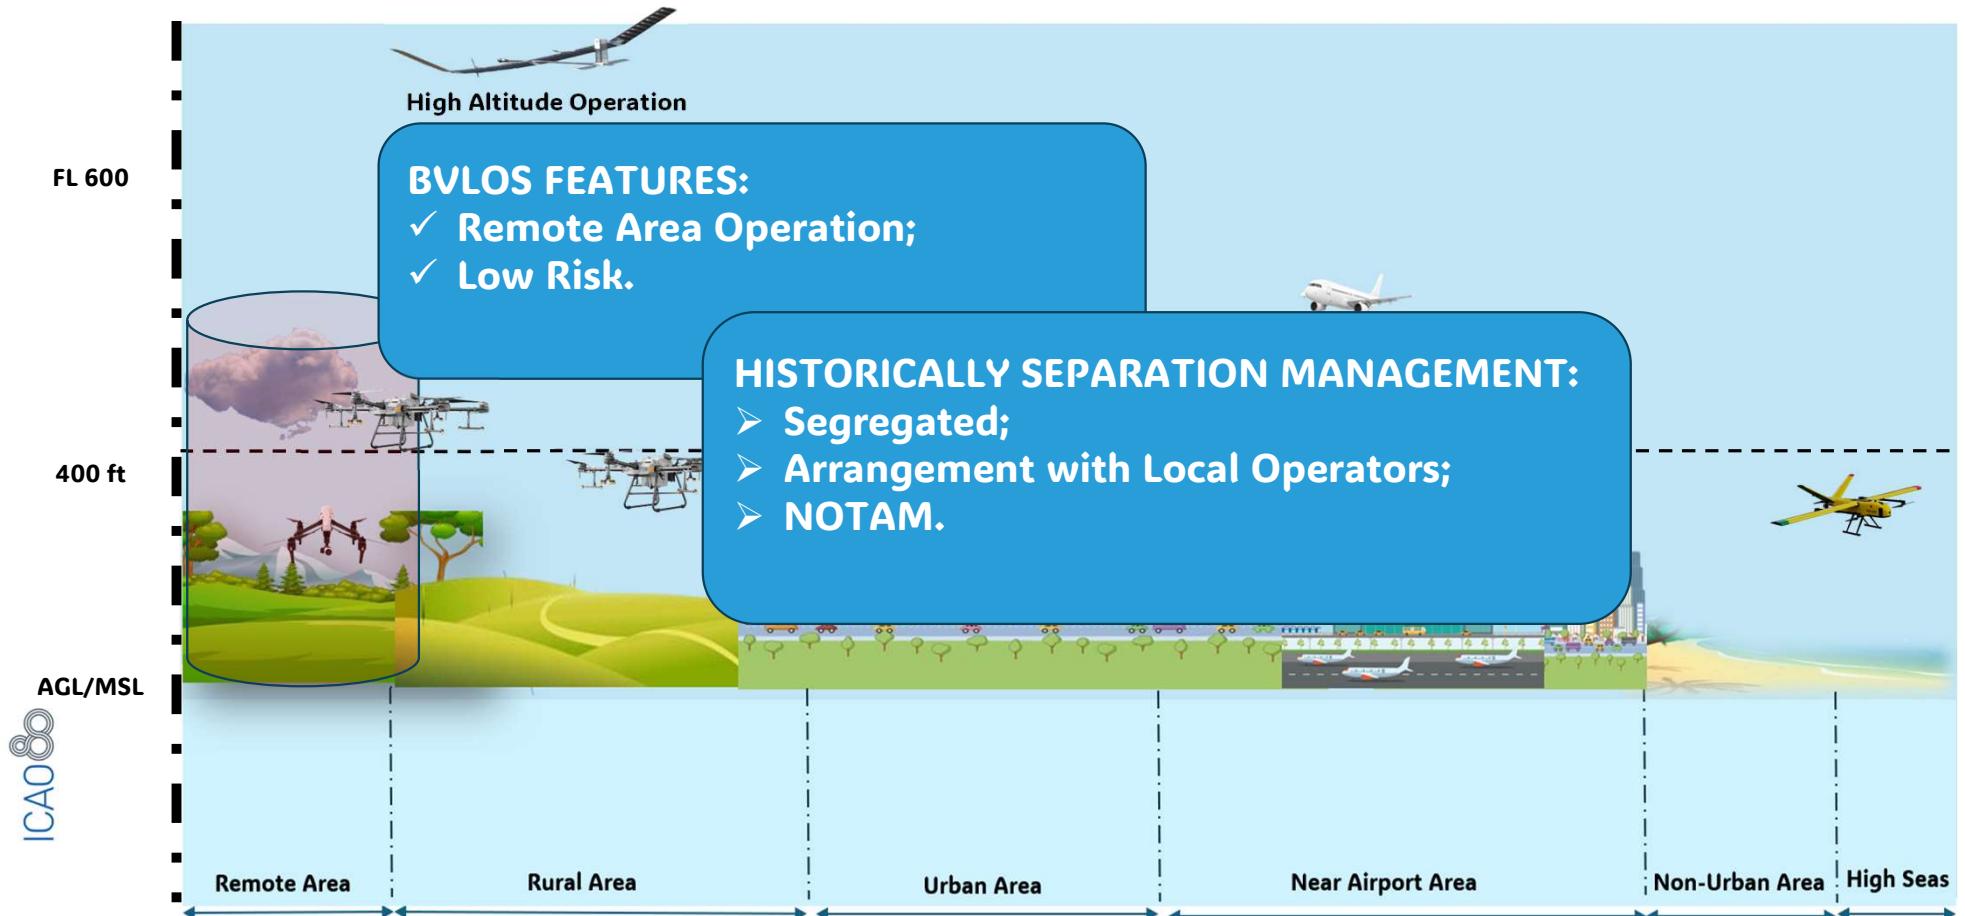 High Altitude Operation
FL 600
BVLOS FEATURES:
✓ Remote Area Operation;
✓ Low Risk.
HISTORICALLY SEPARATION MANAGEMENT:
➢ Segregated;
➢ Arrangement with Local Operators;
➢ NOTAM.
400 ft
AGL/MSL
ICAO
Remote Area
Rural Area
Urban Area
Near Airport Area
Non-Urban Area
High Seas